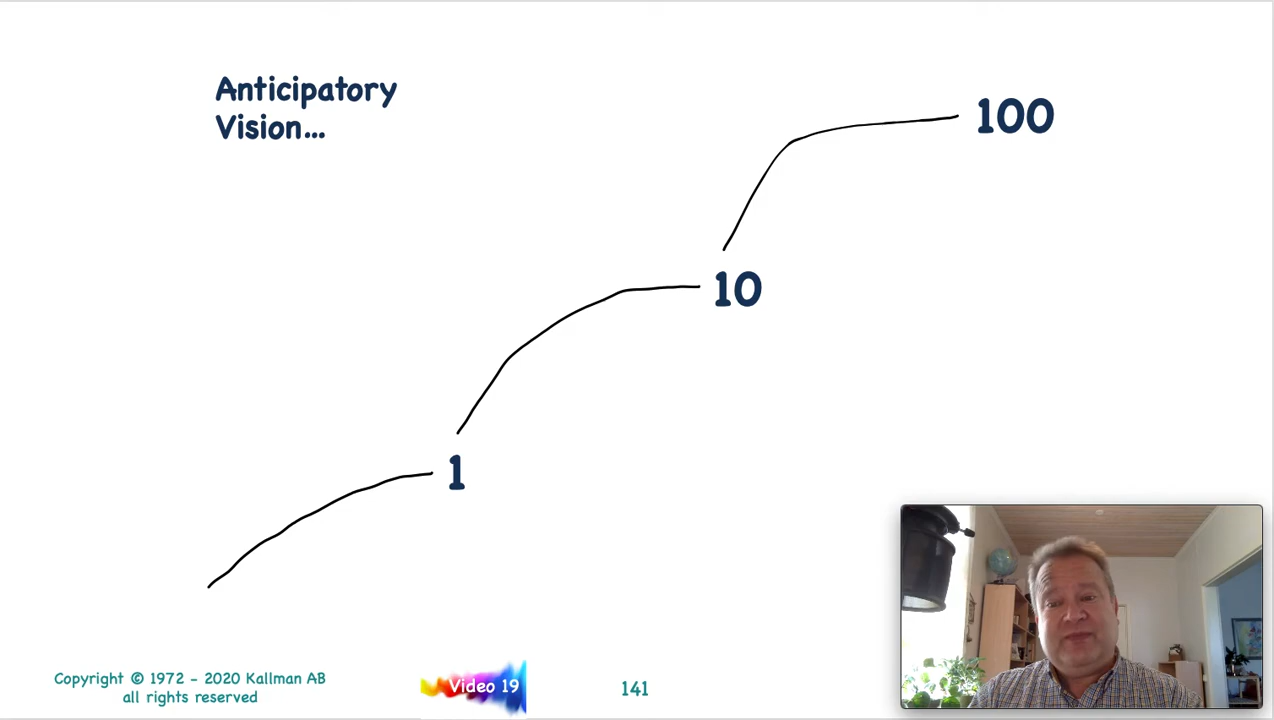 Anticipatory
Vision...
100
10
1
Copyright © 1972 - 2020 Kallman AB
all rights reserved
Video 19
141